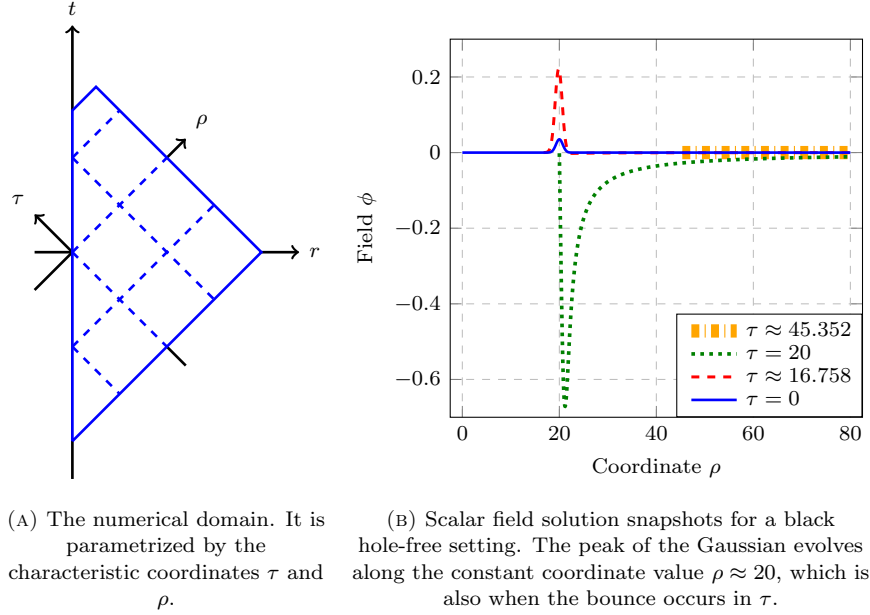 t
ρ
τ
r
0.2
0
−0.2
−0.4
−0.6
Field ϕ
τ ≈ 45.352
τ = 20
τ ≈ 16.758
τ = 0
0 20 40 60 80
Coordinate ρ
(A) The numerical domain. It is
parametrized by the
characteristic coordinates τ and
ρ.
(B) Scalar field solution snapshots for a black
hole-free setting. The peak of the Gaussian evolves
along the constant coordinate value ρ ≈ 20, which is
also when the bounce occurs in τ.